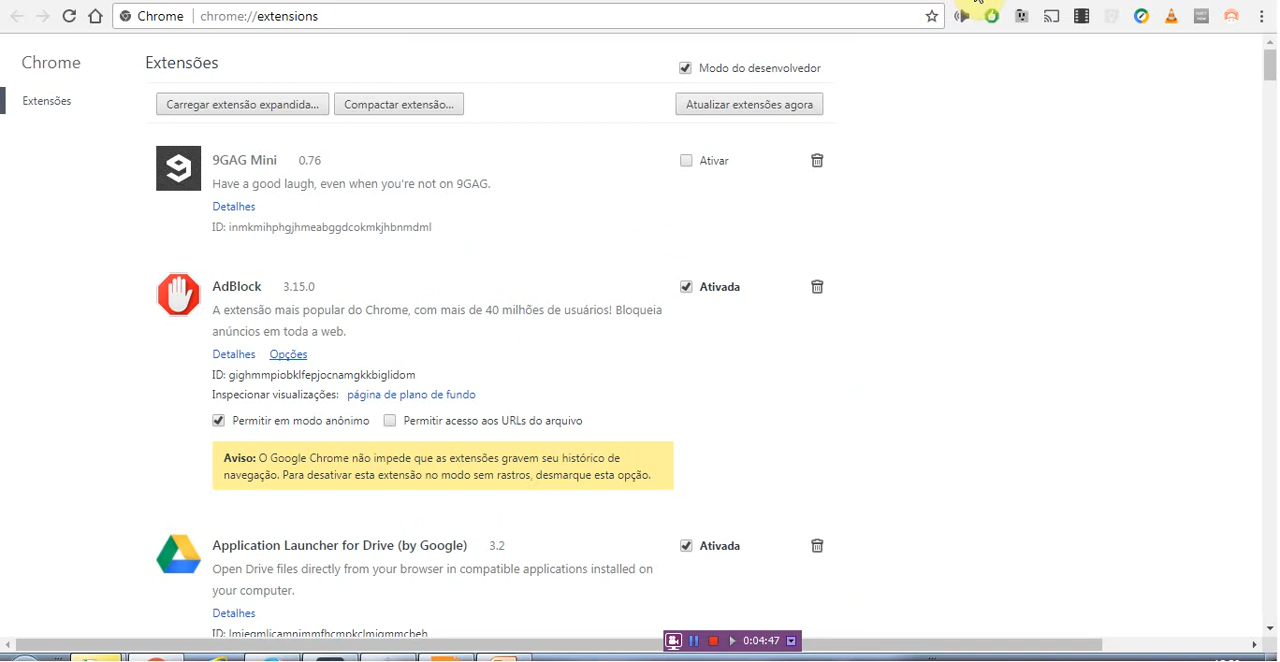 Chrome chrome://extensions
Chrome
Extensões
Extensões
Modo do desenvolvedor
Carregar extensão expandida...
Compactar extensão...
Atualizar extensões agora
9GAG Mini 0.76
Ativar
Have a good laugh, even when you're not on 9GAG.
Detalhes
ID: inmkmihphgjhmeabggdcokmkjhbnmdml
AdBlock 3.15.0
Ativada
A extensão mais popular do Chrome, com mais de 40 milhões de usuários! Bloqueia
anúncios em toda a web.
Detalhes Opções
ID: gighmmpiobklfepjocnamgkkbiglidom
Inspecionar visualizações: página de plano de fundo
Permitir em modo anônimo Permitir acesso aos URLs do arquivo
Aviso: O Google Chrome não impede que as extensões gravem seu histórico de
navegação. Para desativar esta extensão no modo sem rastros, desmarque esta opção.
Application Launcher for Drive (by Google) 3.2
Ativada
Open Drive files directly from your browser in compatible applications installed on
your computer.
Detalhes
ID: lmjegmlicamnimmfhcmpkclmigmmcbeh
0:04:47